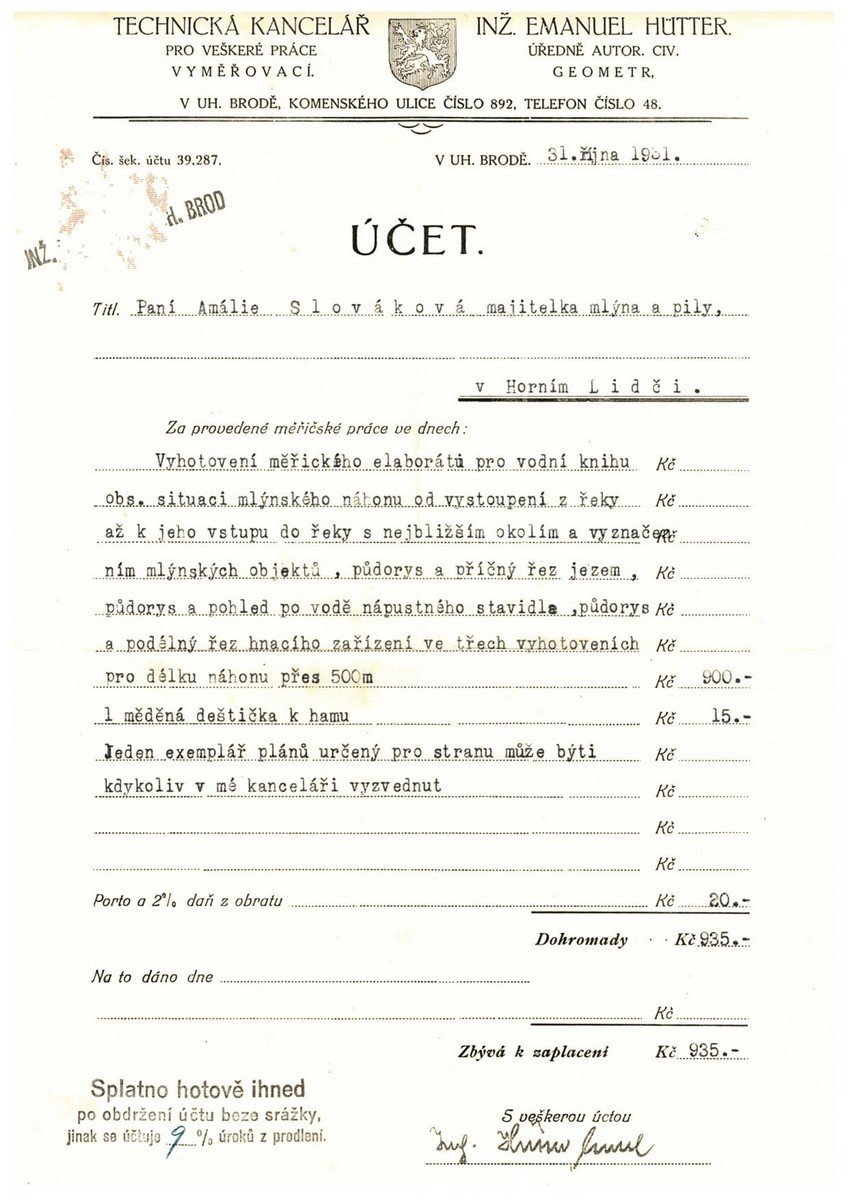 TECHNICKÁ KANCELÁŘ
PRO VEŠKERÉ PRÁCE
VYMĚŘOVACÍ.
INŽ. EMANUEL HÜTTER.
ÚŘEDNĚ AUTOR. CIV.
GEOMETR,
V UH. BRODĚ, KOMENSKÉHO ULICE ČÍSLO 892, TELEFON ČÍSLO 48.
Čís. šek. účtu 39.287.
V UH. BRODĚ. 31.října 1931.
INŽ. H. BROD
ÚČET.
Titl. Paní Amálie Slováková majitelka mlýna a pily,
v Horním Lidči.
Za provedené měřičské práce ve dnech:
Vyhotovení měřického elaborátů pro vodní knihu Kč
obs. situaci mlýnského náhonu od vystoupení z řeky Kč
až k jeho vstupu do řeky s nejbližším okolím a vyznačen Kč
ním mlýnských objektů , půdorys a příčný řez jezem , Kč
půdorys a pohled po vodě nápustného stavidla ,půdorys Kč
a podélný řez hnacího zařízení ve třech vyhotoveních Kč
pro délku náhonu přes 500m Kč 900.-
1 měděná deštička k hamu Kč 15.-
Jeden exemplář plánů určený pro stranu může býti Kč
kdykoliv v mé kanceláři vyzvednut Kč
Kč
Kč
Porto a 2% daň z obratu Kč 20.-
Dohromady Kč 935.-
Na to dáno dne
Kč
Zbývá k zaplacení Kč 935.-
Splatno hotově ihned
po obdržení účtu beze srážky,
jinak se účtuje 9 % úroků z prodlení.
S veškerou úctou
Ing.